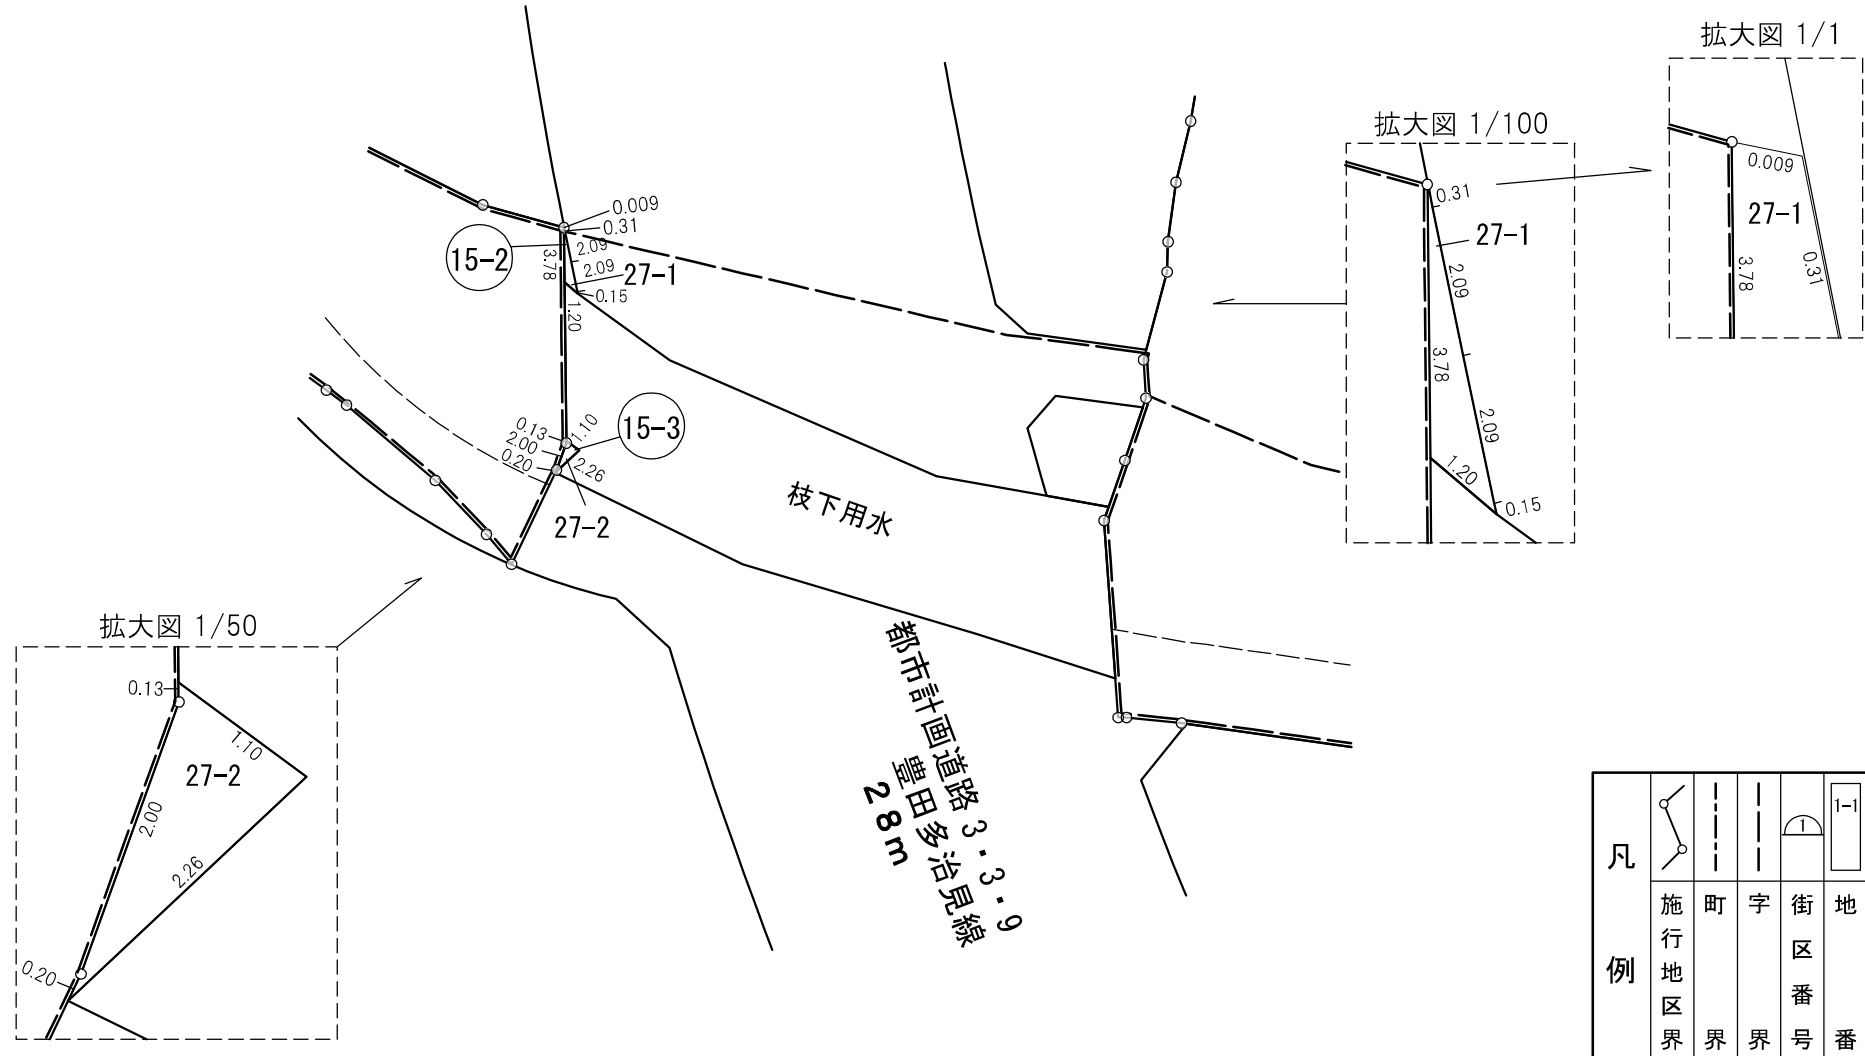 拡大図 1/1
0.009
27-1
3.78
0.31
拡大図 1/100
0.31
27-1
2.09
3.78
2.09
1.20
0.15
0.009
0.31
15-2
3.78
2.09
2.09
27-1
0.15
1.20
0.13
1.10
15-3
2.00
0.20
2.26
27-2
枝下用水
都市計画道路 3・3・9
豊田多治見線
28m
拡大図 1/50
0.13
1.10
27-2
2.00
2.26
0.20
凡例
施行地区界
町界
字界
1
街区番号
1-1
地番